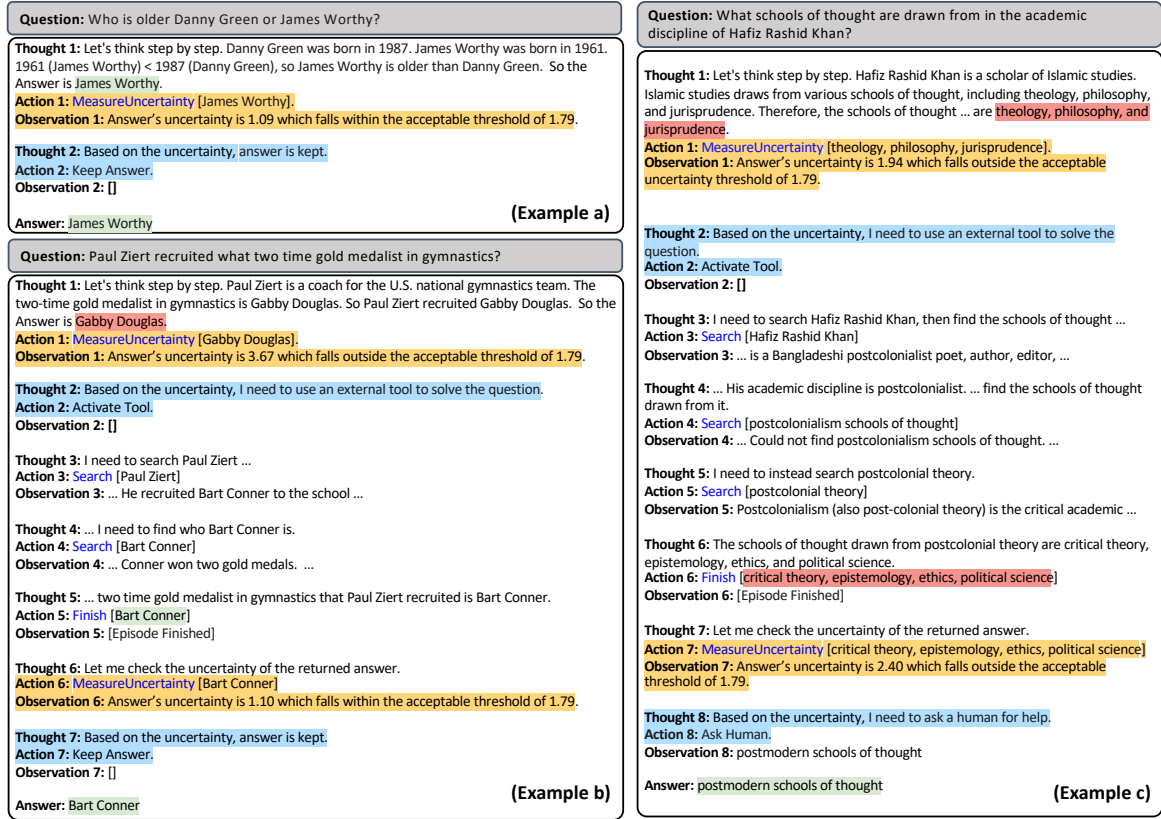 Question: Who is older Danny Green or James Worthy?
Thought 1: Let's think step by step. Danny Green was born in 1987. James Worthy was born in 1961.
1961 (James Worthy) < 1987 (Danny Green), so James Worthy is older than Danny Green. So the
Answer is James Worthy.
Action 1: MeasureUncertainty [James Worthy].
Observation 1: Answer's uncertainty is 1.09 which falls within the acceptable threshold of 1.79.
Thought 2: Based on the uncertainty, answer is kept.
Action 2: Keep Answer.
Observation 2: []
Answer: James Worthy
(Example a)
Question: Paul Ziert recruited what two time gold medalist in gymnastics?
Thought 1: Let's think step by step. Paul Ziert is a coach for the U.S. national gymnastics team. The
two-time gold medalist in gymnastics is Gabby Douglas. So Paul Ziert recruited Gabby Douglas. So the
Answer is Gabby Douglas.
Action 1: MeasureUncertainty [Gabby Douglas].
Observation 1: Answer's uncertainty is 3.67 which falls outside the acceptable threshold of 1.79.
Thought 2: Based on the uncertainty, I need to use an external tool to solve the question.
Action 2: Activate Tool.
Observation 2: []
Thought 3: I need to search Paul Ziert ...
Action 3: Search [Paul Ziert]
Observation 3: ... He recruited Bart Conner to the school ...
Thought 4: ... I need to find who Bart Conner is.
Action 4: Search [Bart Conner]
Observation 4: ... Conner won two gold medals. ...
Thought 5: ... two time gold medalist in gymnastics that Paul Ziert recruited is Bart Conner.
Action 5: Finish [Bart Conner]
Observation 5: [Episode Finished]
Thought 6: Let me check the uncertainty of the returned answer.
Action 6: MeasureUncertainty [Bart Conner]
Observation 6: Answer's uncertainty is 1.10 which falls within the acceptable threshold of 1.79.
Thought 7: Based on the uncertainty, answer is kept.
Action 7: Keep Answer.
Observation 7: []
Answer: Bart Conner
(Example b)
Question: What schools of thought are drawn from in the academic
discipline of Hafiz Rashid Khan?
Thought 1: Let's think step by step. Hafiz Rashid Khan is a scholar of Islamic studies.
Islamic studies draws from various schools of thought, including theology, philosophy,
and jurisprudence. Therefore, the schools of thought ... are theology, philosophy, and
jurisprudence.
Action 1: MeasureUncertainty [theology, philosophy, jurisprudence].
Observation 1: Answer's uncertainty is 1.94 which falls outside the acceptable
uncertainty threshold of 1.79.
Thought 2: Based on the uncertainty, I need to use an external tool to solve the
question.
Action 2: Activate Tool.
Observation 2: []
Thought 3: I need to search Hafiz Rashid Khan, then find the schools of thought ...
Action 3: Search [Hafiz Rashid Khan]
Observation 3: ... is a Bangladeshi postcolonialist poet, author, editor, ...
Thought 4: ... His academic discipline is postcolonialist. ... find the schools of thought
drawn from it.
Action 4: Search [postcolonialism schools of thought]
Observation 4: ... Could not find postcolonialism schools of thought. ...
Thought 5: I need to instead search postcolonial theory.
Action 5: Search [postcolonial theory]
Observation 5: Postcolonialism (also post-colonial theory) is the critical academic ...
Thought 6: The schools of thought drawn from postcolonial theory are critical theory,
epistemology, ethics, and political science.
Action 6: Finish [critical theory, epistemology, ethics, political science]
Observation 6: [Episode Finished]
Thought 7: Let me check the uncertainty of the returned answer.
Action 7: MeasureUncertainty [critical theory, epistemology, ethics, political science]
Observation 7: Answer's uncertainty is 2.40 which falls outside the acceptable
threshold of 1.79.
Thought 8: Based on the uncertainty, I need to ask a human for help.
Action 8: Ask Human.
Observation 8: postmodern schools of thought
Answer: postmodern schools of thought
(Example c)